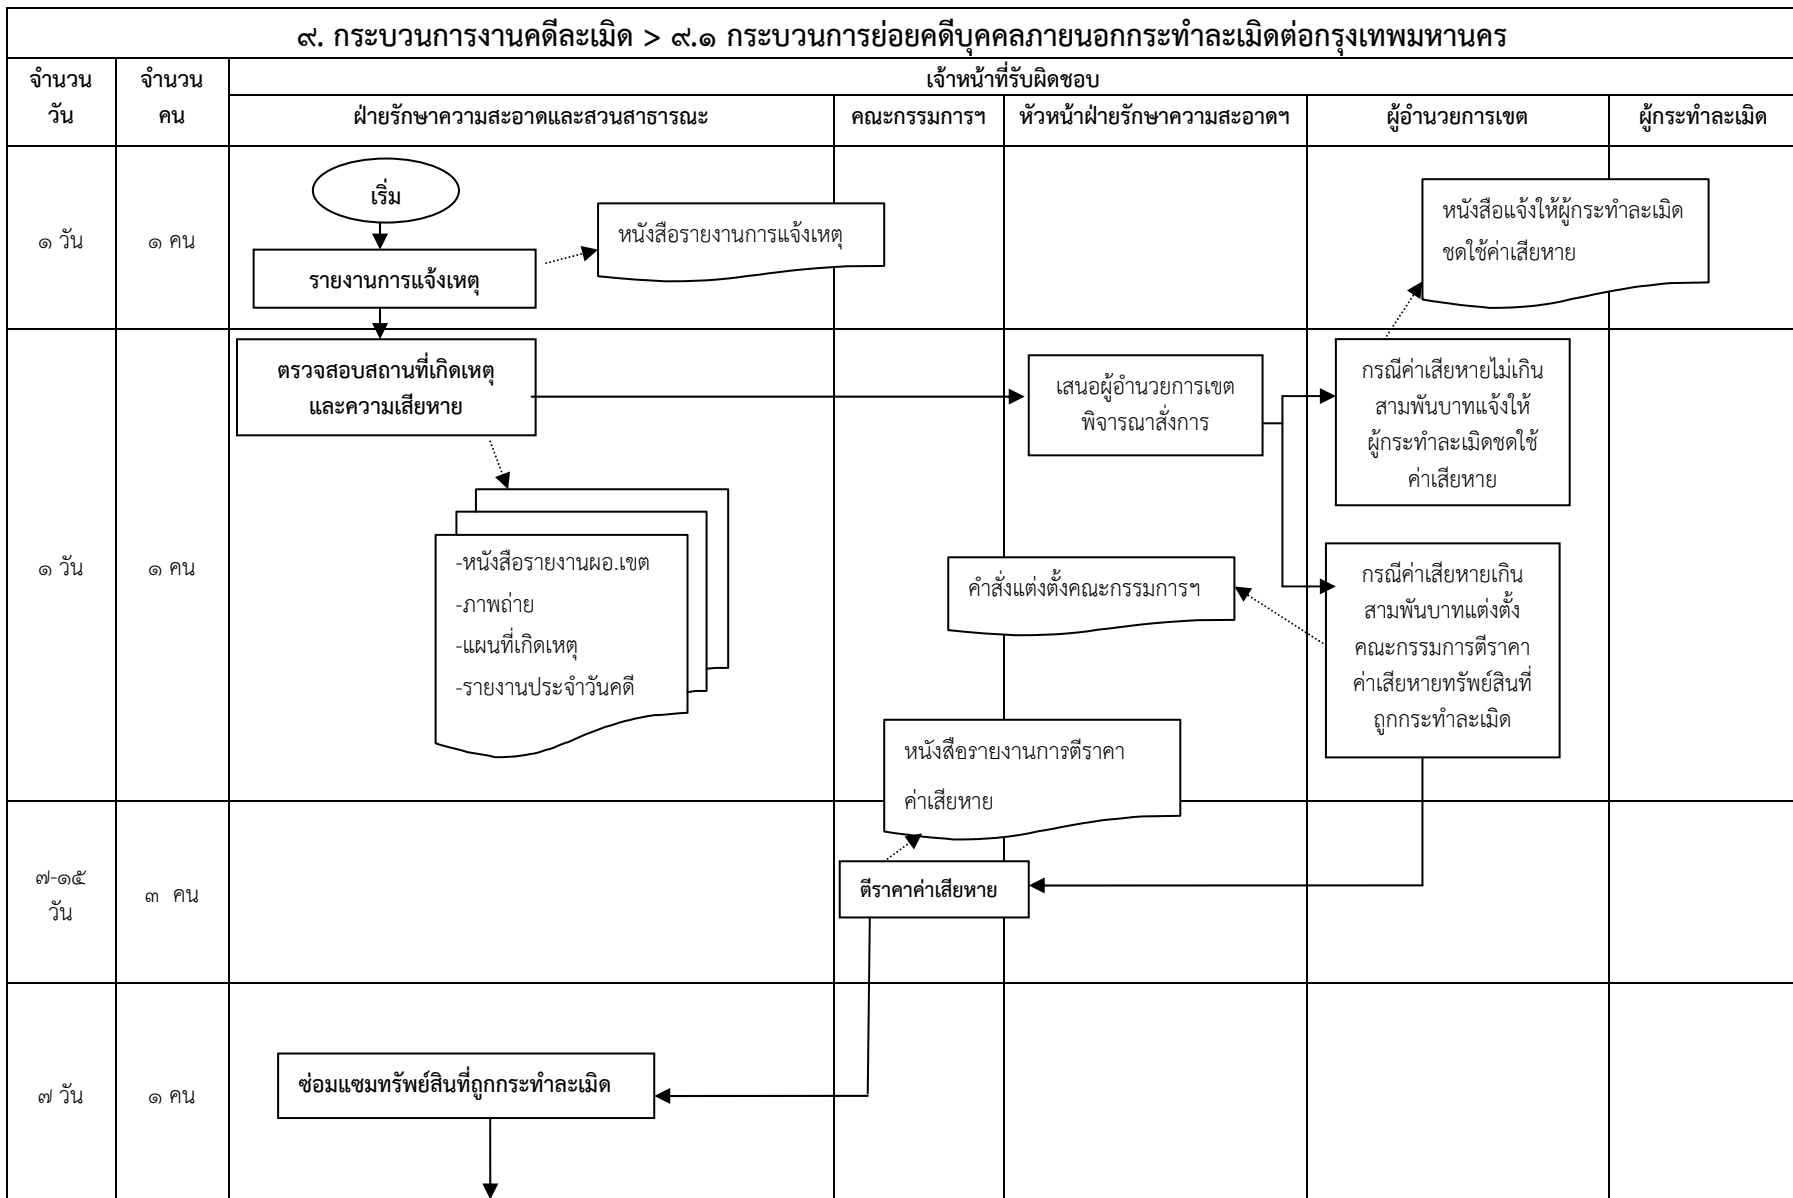 ๙. กระบวนการงานคดีละเมิด > ๙.๑ กระบวนการย่อยคดีบุคคลภายนอกกระทำละเมิดต่อกรุงเทพมหานคร
จำนวน
วัน
จำนวน
คน
เจ้าหน้าที่รับผิดชอบ
ฝ่ายรักษาความสะอาดและสวนสาธารณะ
คณะกรรมการฯ
หัวหน้าฝ่ายรักษาความสะอาดฯ
ผู้อำนวยการเขต
ผู้กระทำละเมิด
๑ วัน
๑ คน
เริ่ม
รายงานการแจ้งเหตุ
หนังสือรายงานการแจ้งเหตุ
หนังสือแจ้งให้ผู้กระทำละเมิด
ชดใช้ค่าเสียหาย
๑ วัน
๑ คน
ตรวจสอบสถานที่เกิดเหตุ
และความเสียหาย
เสนอผู้อำนวยการเขต
พิจารณาสั่งการ
กรณีค่าเสียหายไม่เกิน
สามพันบาทแจ้งให้
ผู้กระทำละเมิดชดใช้
ค่าเสียหาย
-หนังสือรายงานผอ.เขต
-ภาพถ่าย
-แผนที่เกิดเหตุ
-รายงานประจำวันคดี
คำสั่งแต่งตั้งคณะกรรมการฯ
กรณีค่าเสียหายเกิน
สามพันบาทแต่งตั้ง
คณะกรรมการตีราคา
ค่าเสียหายทรัพย์สินที่
ถูกกระทำละเมิด
หนังสือรายงานการตีราคา
ค่าเสียหาย
๗-๑๕
วัน
๓ คน
ตีราคาค่าเสียหาย
๗ วัน
๑ คน
ซ่อมแซมทรัพย์สินที่ถูกกระทำละเมิด